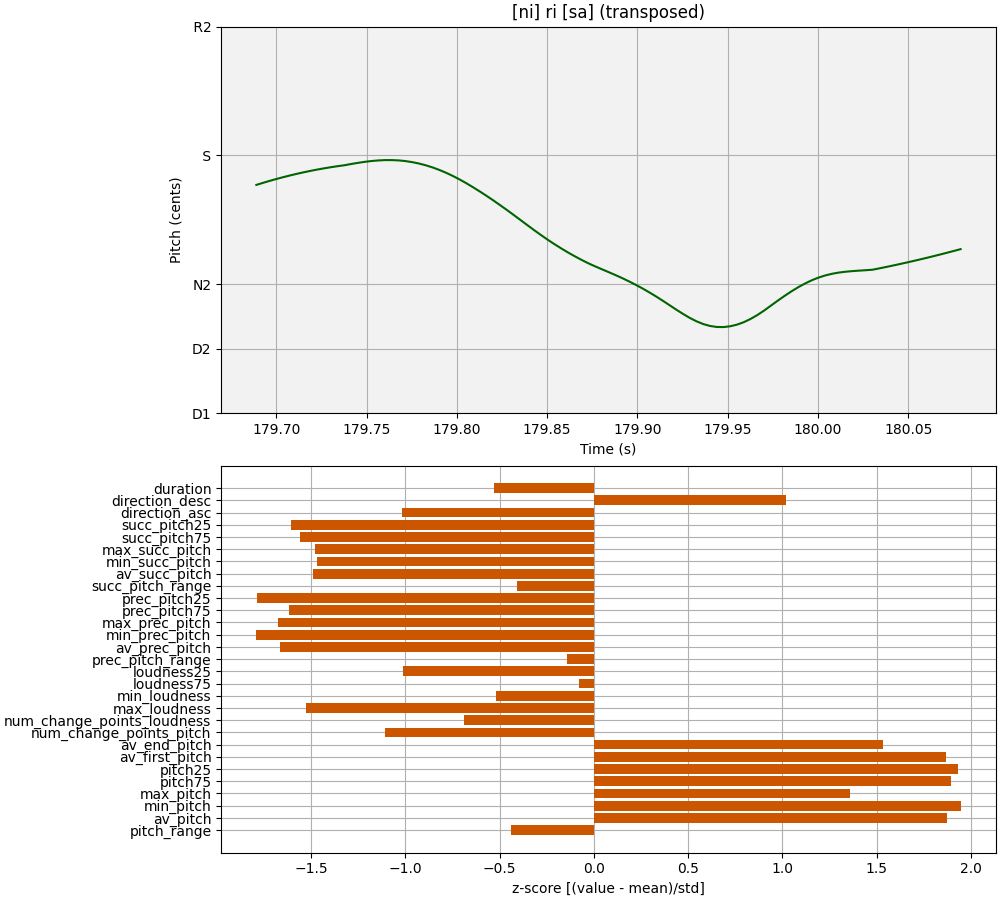 [ni] ri [sa] (transposed)
R2
S
N2
D2
D1
Pitch (cents)
179.70 179.75 179.80 179.85 179.90 179.95 180.00 180.05
Time (s)
duration
direction_desc
direction_asc
succ_pitch25
succ_pitch75
max_succ_pitch
min_succ_pitch
av_succ_pitch
succ_pitch_range
prec_pitch25
prec_pitch75
max_prec_pitch
min_prec_pitch
av_prec_pitch
prec_pitch_range
loudness25
loudness75
min_loudness
max_loudness
num_change_points_loudness
num_change_points_pitch
av_end_pitch
av_first_pitch
pitch25
pitch75
max_pitch
min_pitch
av_pitch
pitch_range
−1.5 −1.0 −0.5 0.0 0.5 1.0 1.5 2.0
z-score [(value - mean)/std]